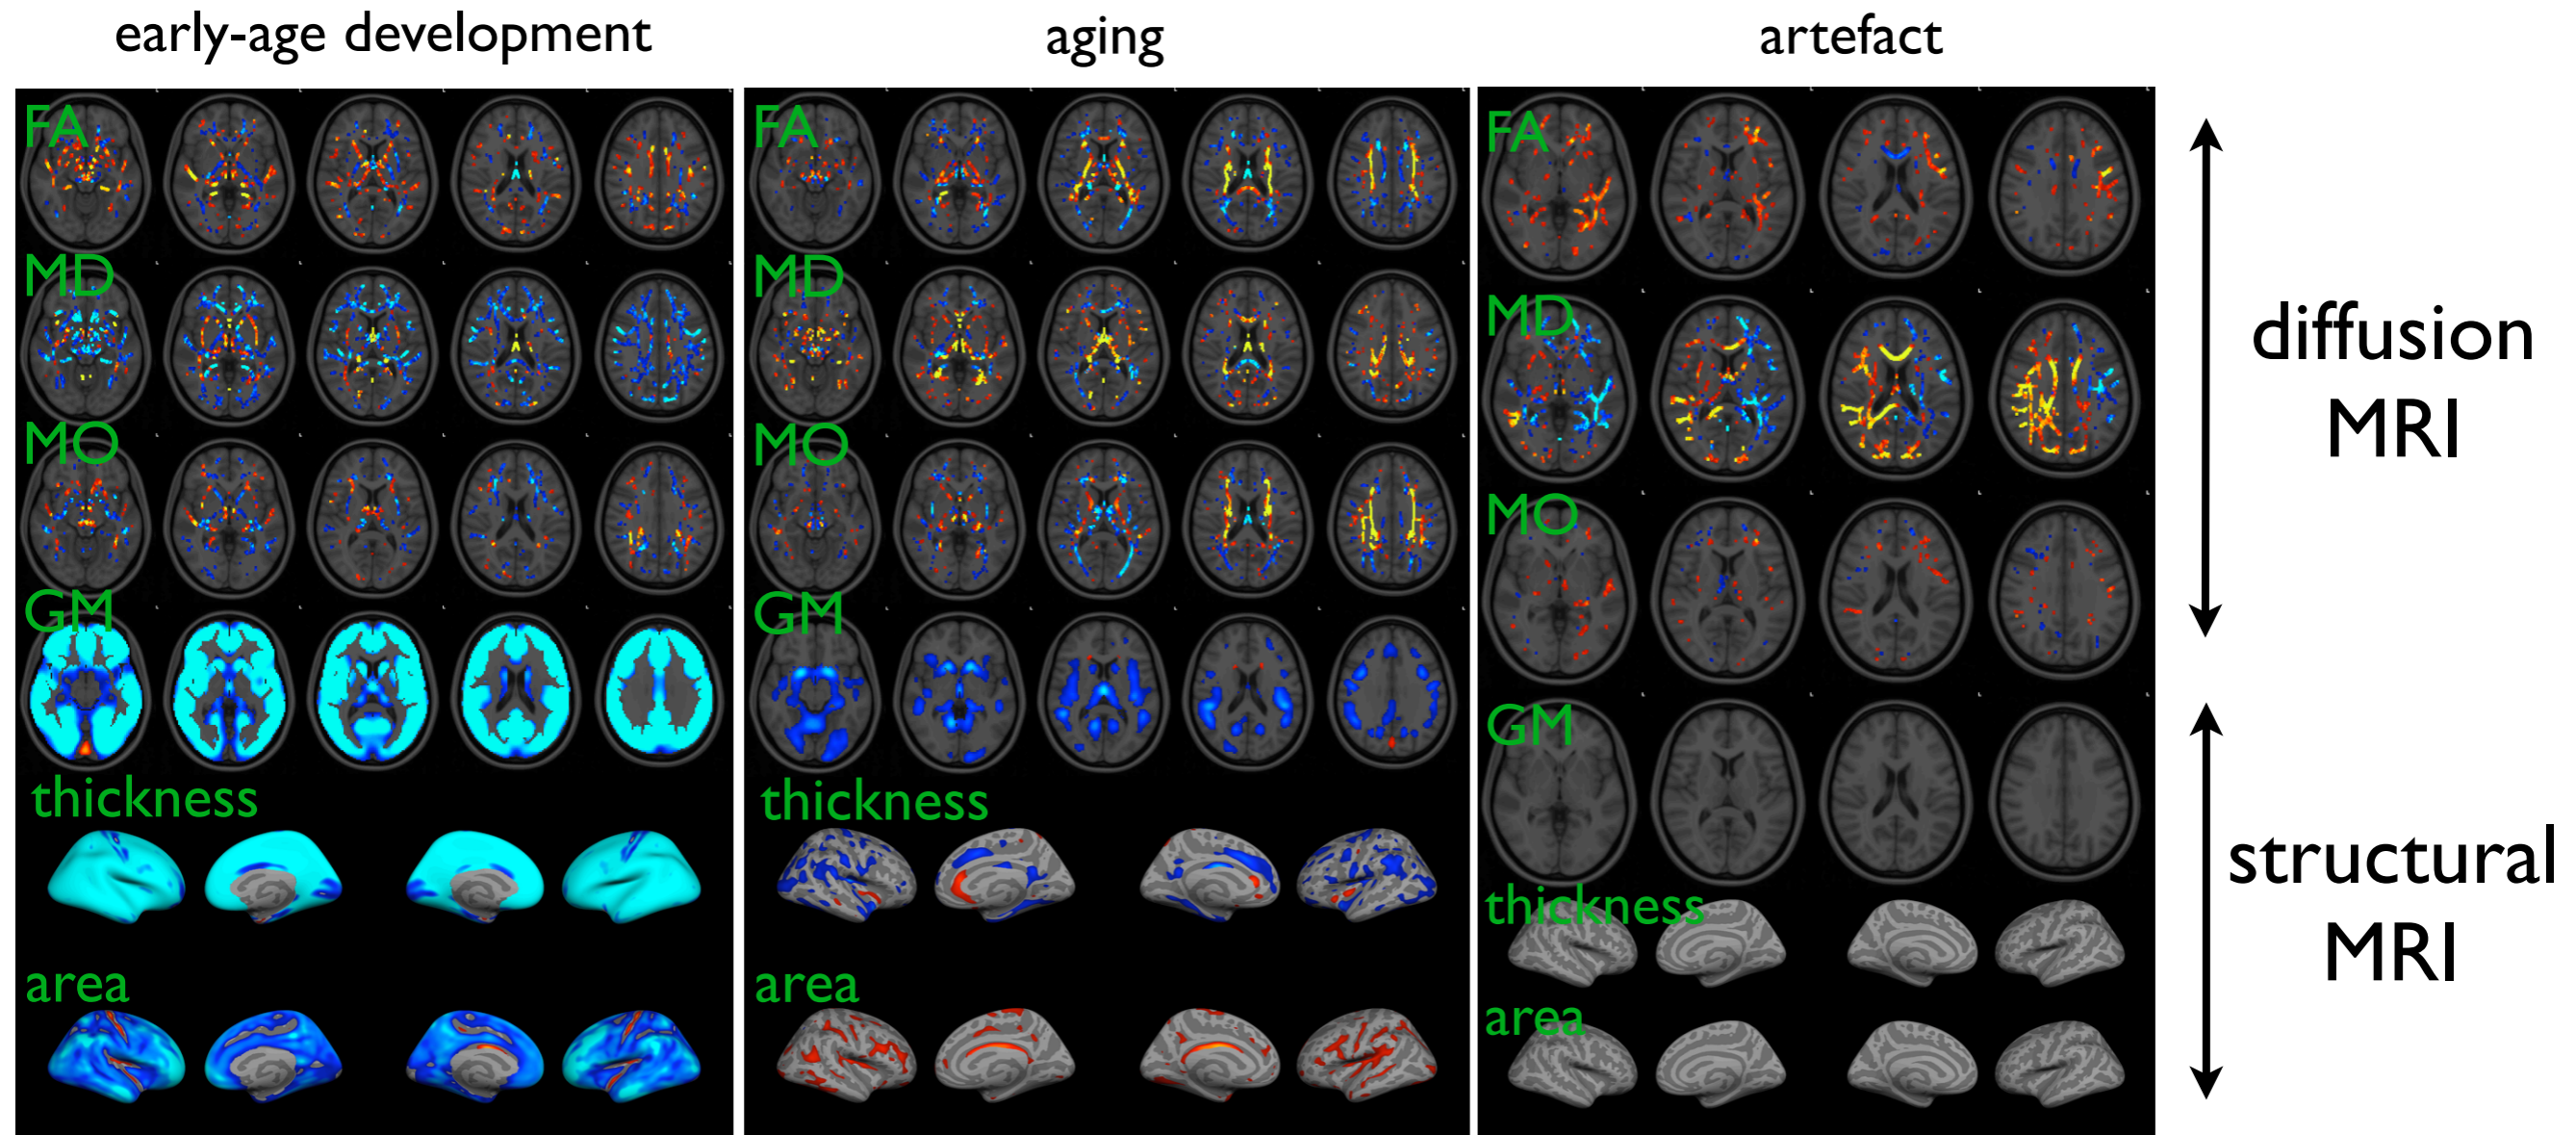 early-age development
aging
artefact
FA
MD
MO
GM
thickness
area
FA
MD
MO
GM
thickness
area
FA
MD
MO
GM
thickness
area
diffusion
MRI
structural
MRI